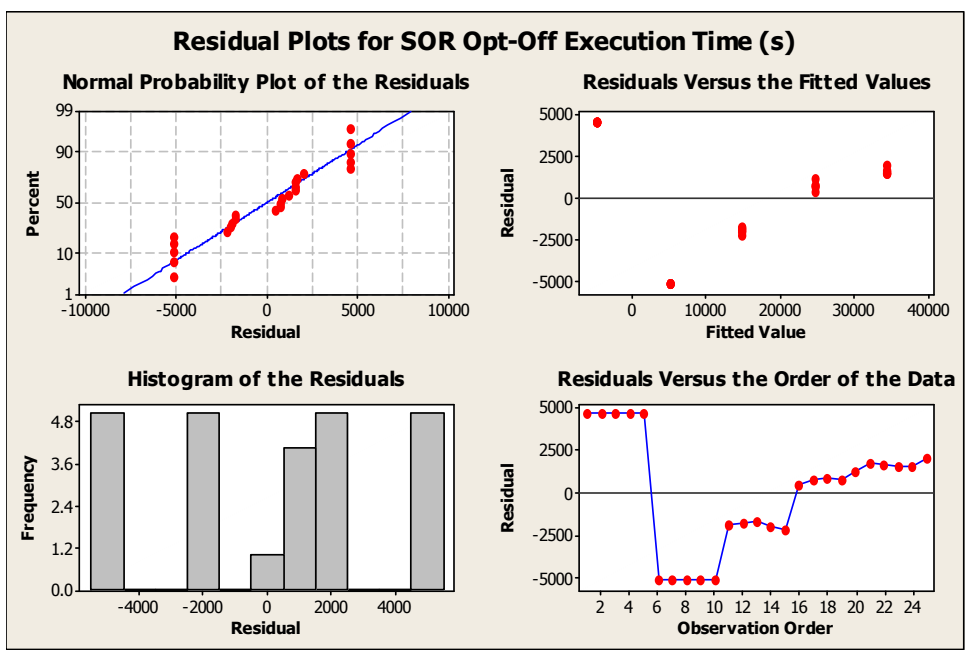 Residual Plots for SOR Opt-Off Execution Time (s)
Normal Probability Plot of the Residuals
99
90
50
10
1
Percent
-10000 -5000 0 5000 10000
Residual
Residuals Versus the Fitted Values
5000
2500
0
-2500
-5000
Residual
0 10000 20000 30000 40000
Fitted Value
Histogram of the Residuals
4.8
3.6
2.4
1.2
0.0
Frequency
-4000 -2000 0 2000 4000
Residual
Residuals Versus the Order of the Data
5000
2500
0
-2500
-5000
Residual
2 4 6 8 10 12 14 16 18 20 22 24
Observation Order